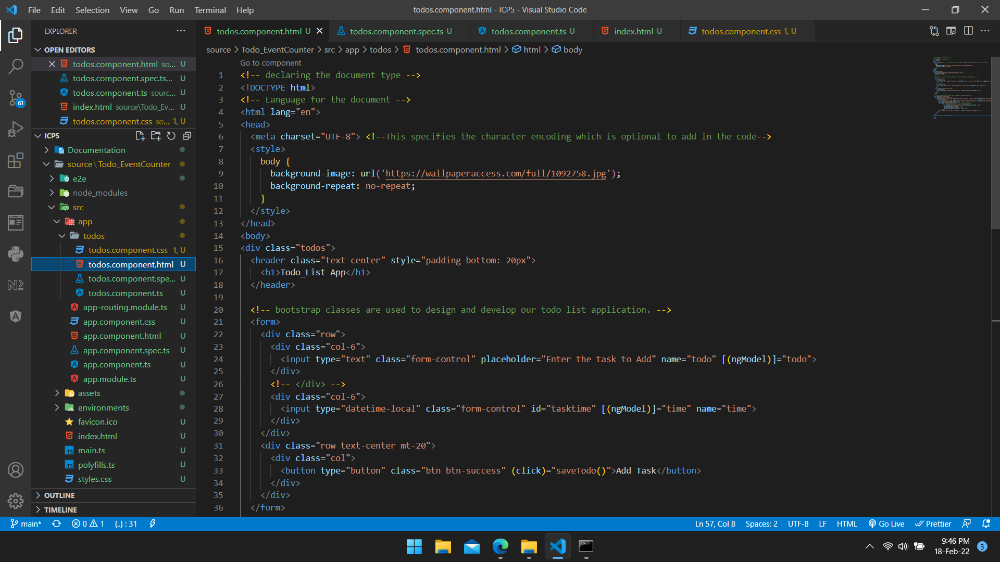 File Edit Selection View Go Run Terminal Help
todos.component.html - ICP5 - Visual Studio Code
EXPLORER
OPEN EDITORS
todos.component.html so... U
todos.component.spec.ts... U
todos.component.ts sourc... U
index.html source\Todo_Ev... U
todos.component.css so... 1, U
ICP5
Documentation
source\Todo_EventCounter
e2e
node_modules
src
app
todos
todos.component.css 1, U
todos.component.html U
todos.component.spe... U
todos.component.ts U
app-routing.module.ts U
app.component.css U
app.component.html U
app.component.spec.ts U
app.component.ts U
app.module.ts U
assets
environments
favicon.ico U
index.html U
main.ts U
polyfills.ts U
styles.css U
OUTLINE
TIMELINE
61
todos.component.html U
todos.component.spec.ts U
todos.component.ts U
index.html U
todos.component.css 1, U
source > Todo_EventCounter > src > app > todos > todos.component.html > html > body
Go to component
1 <!-- declaring the document type -->
2 <!DOCTYPE html>
3 <!-- Language for the document -->
4 <html lang="en">
5 <head>
6 <meta charset="UTF-8"> <!--This specifies the character encoding which is optional to add in the code-->
7 <style>
8 body {
9 background-image: url('https://wallpaperaccess.com/full/1092758.jpg');
10 background-repeat: no-repeat;
11 }
12 </style>
13 </head>
14 <body>
15 <div class="todos">
16 <header class="text-center" style="padding-bottom: 20px">
17 <h1>Todo_List App</h1>
18 </header>
19
20 <!-- bootstrap classes are used to design and develop our todo list application. -->
21 <form>
22 <div class="row">
23 <div class="col-6">
24 <input type="text" class="form-control" placeholder="Enter the task to Add" name="todo" [(ngModel)]="todo">
25 </div>
26 <!-- </div> -->
27 <div class="col-6">
28 <input type="datetime-local" class="form-control" id="tasktime" [(ngModel)]="time" name="time">
29 </div>
30 </div>
31 <div class="row text-center mt-20">
32 <div class="col">
33 <button type="button" class="btn btn-success" (click)="saveTodo()">Add Task</button>
34 </div>
35 </div>
36 </form>
main* 0 1 {..} : 31
Ln 57, Col 8 Spaces: 2 UTF-8 LF HTML Go Live Prettier
9:46 PM
18-Feb-22
3